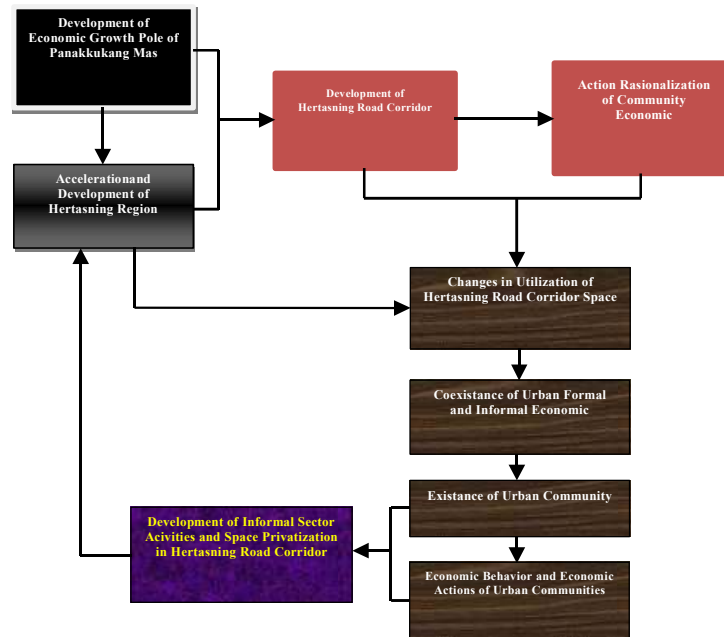 Development of
Economic Growth Pole of
Panakkukang Mas
Development of
Hertasning Road Corridor
Action Rasionalization
of Community
Economic
Accelerationand
Development of
Hertasning Region
Changes in Utilization of
Hertasning Road Corridor Space
Coexistance of Urban Formal
and Informal Economic
Existance of Urban Community
Development of Informal Sector
Acivities and Space Privatization
in Hertasning Road Corridor
Economic Behavior and Economic
Actions of Urban Communities